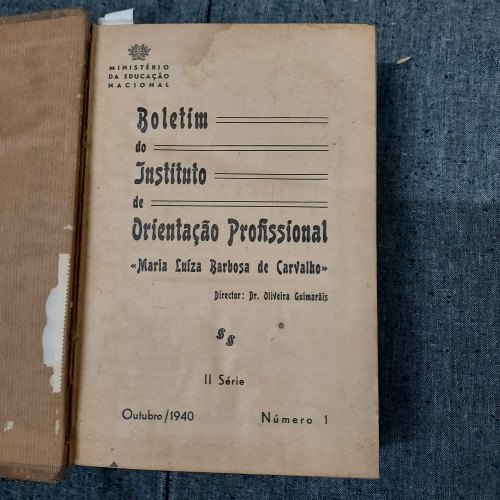 MINISTÉRIO
DA EDUCAÇÃO
NACIONAL
Boletim
do
Instituto
de
Orientação Profissional
«Maria Luíza Barbosa de Carvalho»
Director: Dr. Oliveira Guimarãis
§ §
II Série
Outubro/1940 Número 1